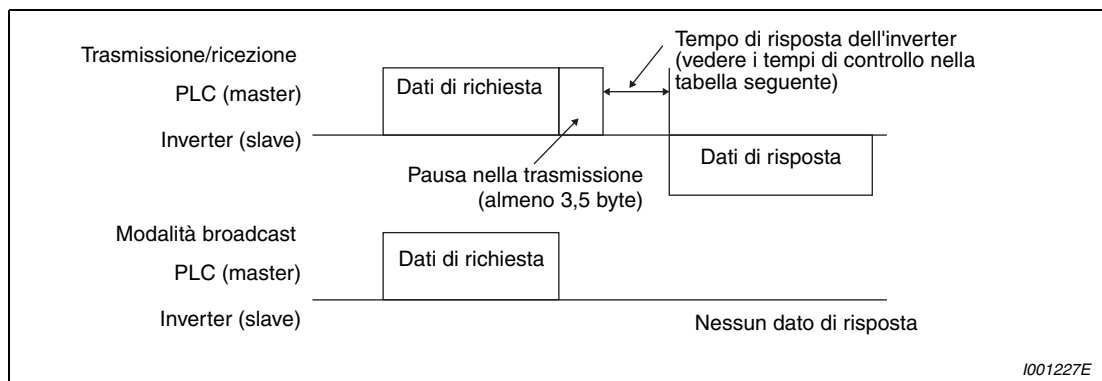 Trasmissione/ricezione
PLC (master)
Inverter (slave)
Dati di richiesta
Tempo di risposta dell'inverter
(vedere i tempi di controllo nella
tabella seguente)
Pausa nella trasmissione
(almeno 3,5 byte)
Dati di risposta
Modalità broadcast
PLC (master)
Inverter (slave)
Dati di richiesta
Nessun dato di risposta
I001227E